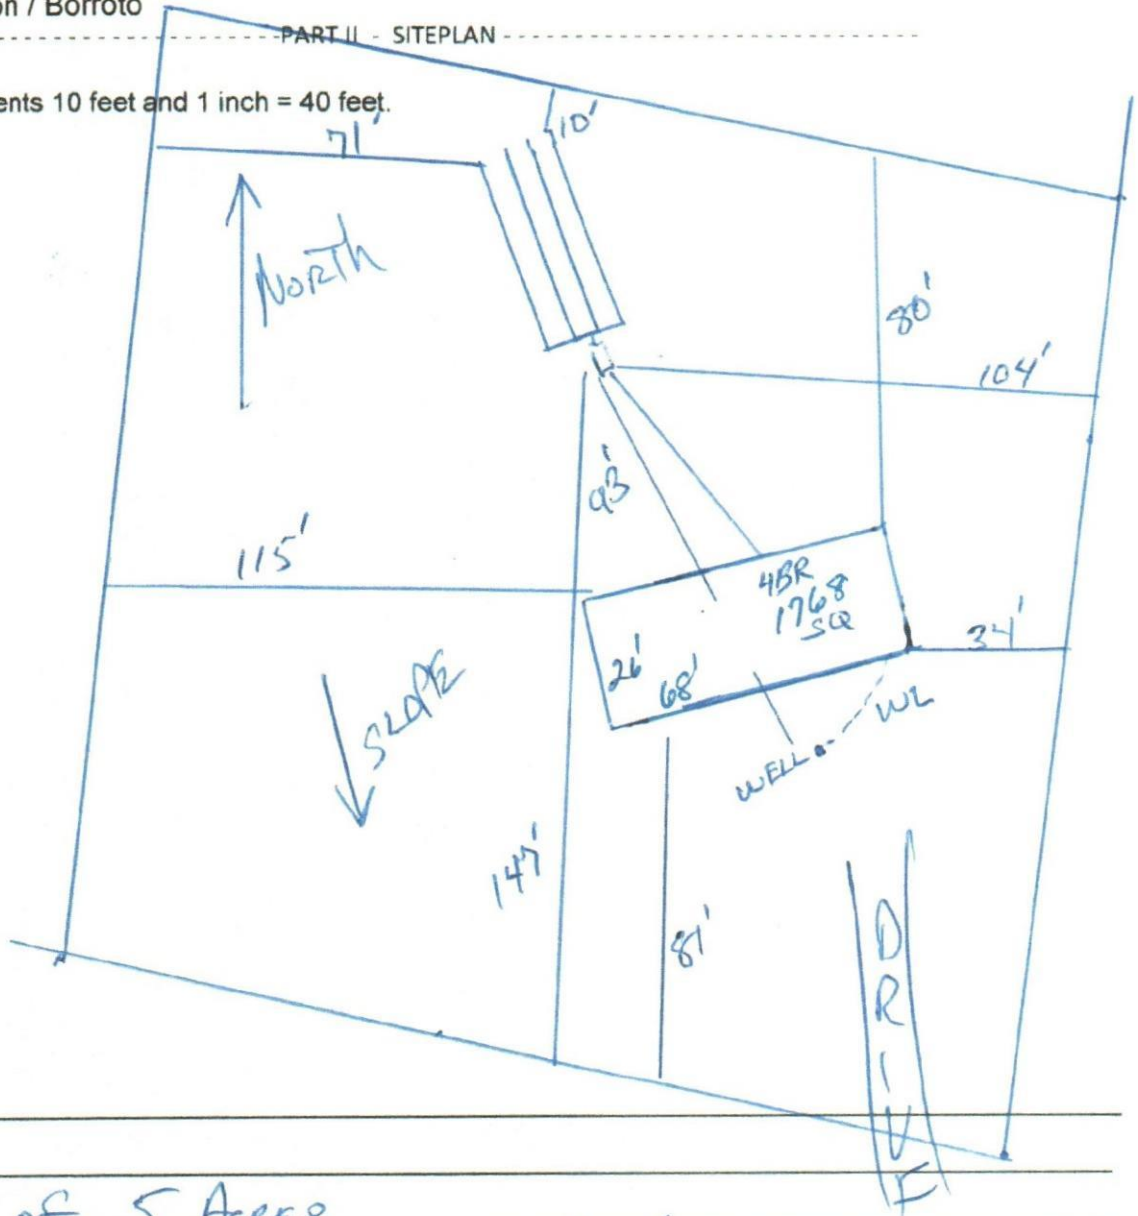 on / Borroto
PART II - SITEPLAN
ents 10 feet and 1 inch = 40 feet.
71'
10'
NORTH
80'
104'
93'
115'
4BR
1768
SQ
26'
68'
34'
SLOPE
WL
WELL
147'
81'
DRIVE
of 5 Acres